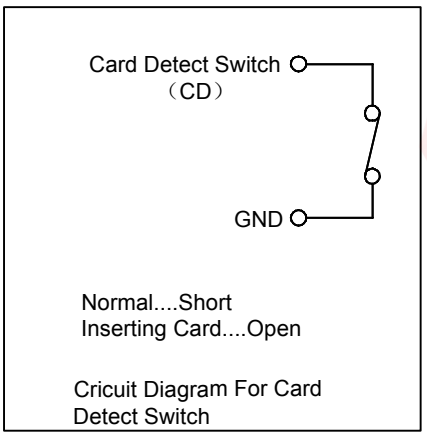 Card Detect Switch
（CD）
GND
Normal....Short
Inserting Card....Open
Cricuit Diagram For Card
Detect Switch